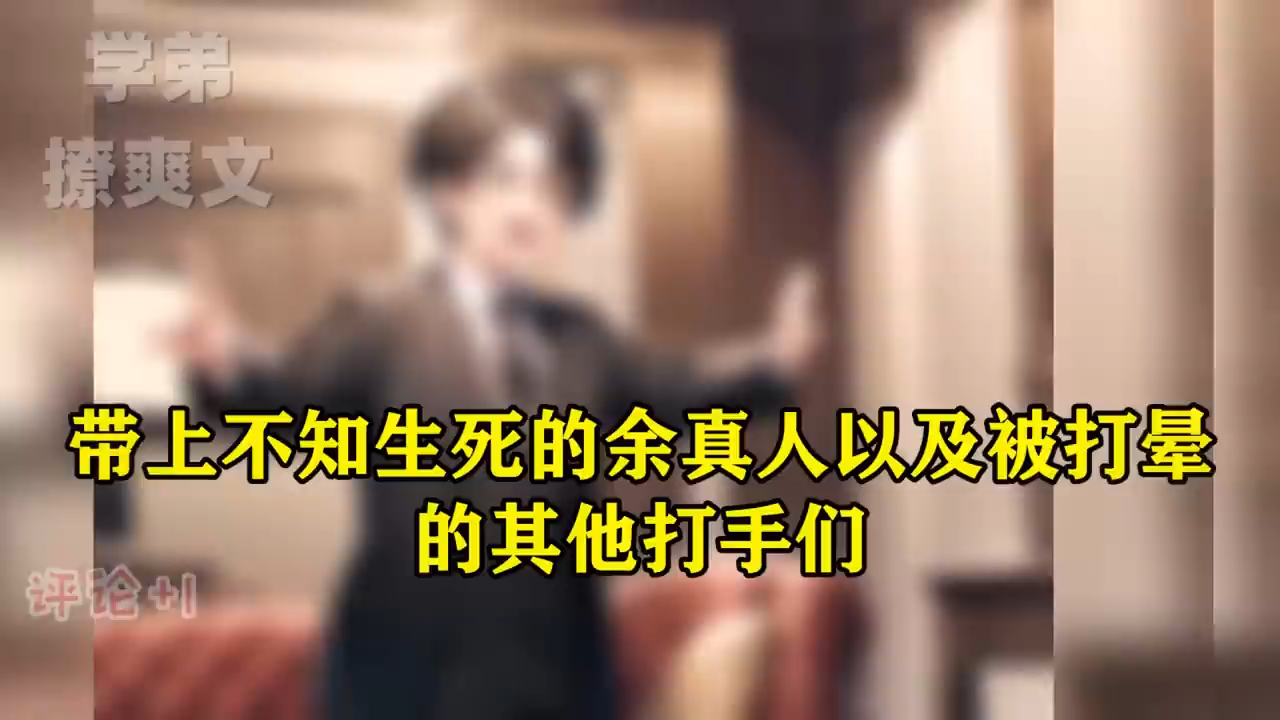 学弟
撩爽文
带上不知生死的余真人以及被打晕
的其他打手们
评论+1